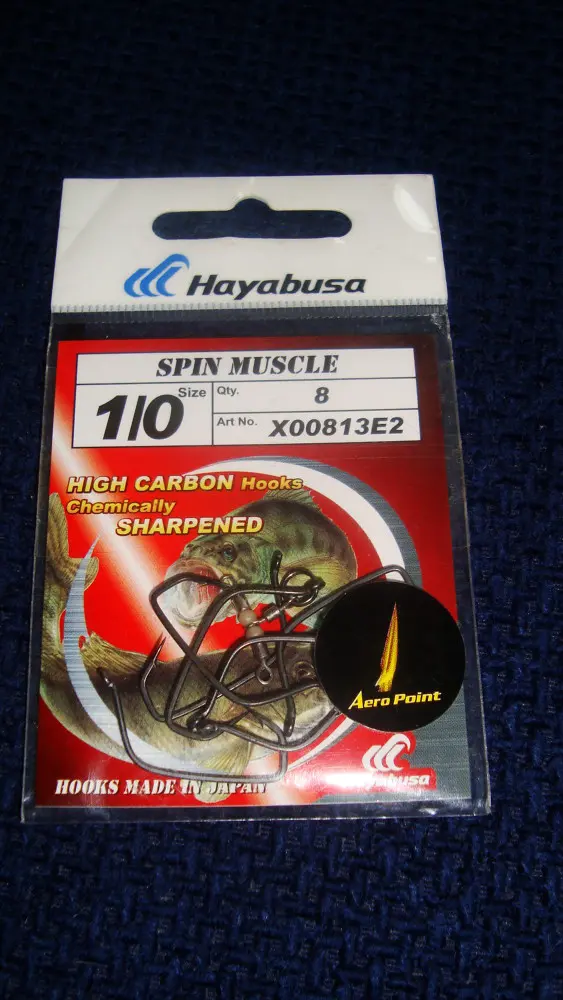 Hayabusa
SPIN MUSCLE
Size
1/0
Qty.
8
Art No.
X00813E2
HIGH CARBON Hooks
Chemically
SHARPENED
Aero Point
HOOKS MADE IN JAPAN